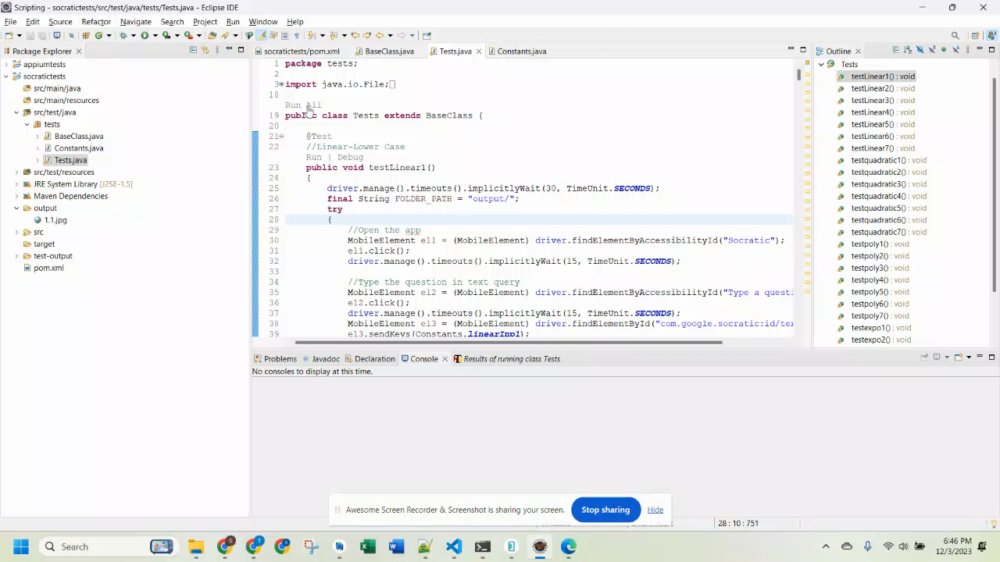 Scripting - socratictests/src/test/java/tests/Tests.java - Eclipse IDE
File Edit Source Refactor Navigate Search Project Run Window Help
Package Explorer
appiumtests
socratictests
src/main/java
src/main/resources
src/test/java
tests
BaseClass.java
Constants.java
Tests.java
src/test/resources
JRE System Library [J2SE-1.5]
Maven Dependencies
output
1.1.jpg
src
target
test-output
pom.xml
socratictests/pom.xml BaseClass.java Tests.java Constants.java
1 package tests;
2
3 import java.io.File;
18
Run All
19 public class Tests extends BaseClass {
20
21 @Test
22 //Linear-Lower Case
Run | Debug
23 public void testLinear1()
24 {
25 driver.manage().timeouts().implicitlyWait(30, TimeUnit.SECONDS);
26 final String FOLDER_PATH = "output/";
27 try
28 {
29 //Open the app
30 MobileElement el1 = (MobileElement) driver.findElementByAccessibilityId("Socratic");
31 el1.click();
32 driver.manage().timeouts().implicitlyWait(15, TimeUnit.SECONDS);
33
34 //Type the question in text query
35 MobileElement el2 = (MobileElement) driver.findElementByAccessibilityId("Type a questi
36 el2.click();
37 driver.manage().timeouts().implicitlyWait(15, TimeUnit.SECONDS);
38 MobileElement el3 = (MobileElement) driver.findElementById("com.google.socratic:id/tex
39 el3.sendKeys(Constants.linearInp1);
Outline
Tests
testLinear1() : void
testLinear2() : void
testLinear3() : void
testLinear4() : void
testLinear5() : void
testLinear6() : void
testLinear7() : void
testquadratic1() : void
testquadratic2() : void
testquadratic3() : void
testquadratic4() : void
testquadratic5() : void
testquadratic6() : void
testquadratic7() : void
testpoly1() : void
testpoly2() : void
testpoly3() : void
testpoly4() : void
testpoly5() : void
testpoly6() : void
testpoly7() : void
testexpo1() : void
testexpo2() : void
Problems Javadoc Declaration Console Results of running class Tests
No consoles to display at this time.
Awesome Screen Recorder & Screenshot is sharing your screen. Stop sharing Hide
28 : 10 : 751
Search
6:46 PM
12/3/2023